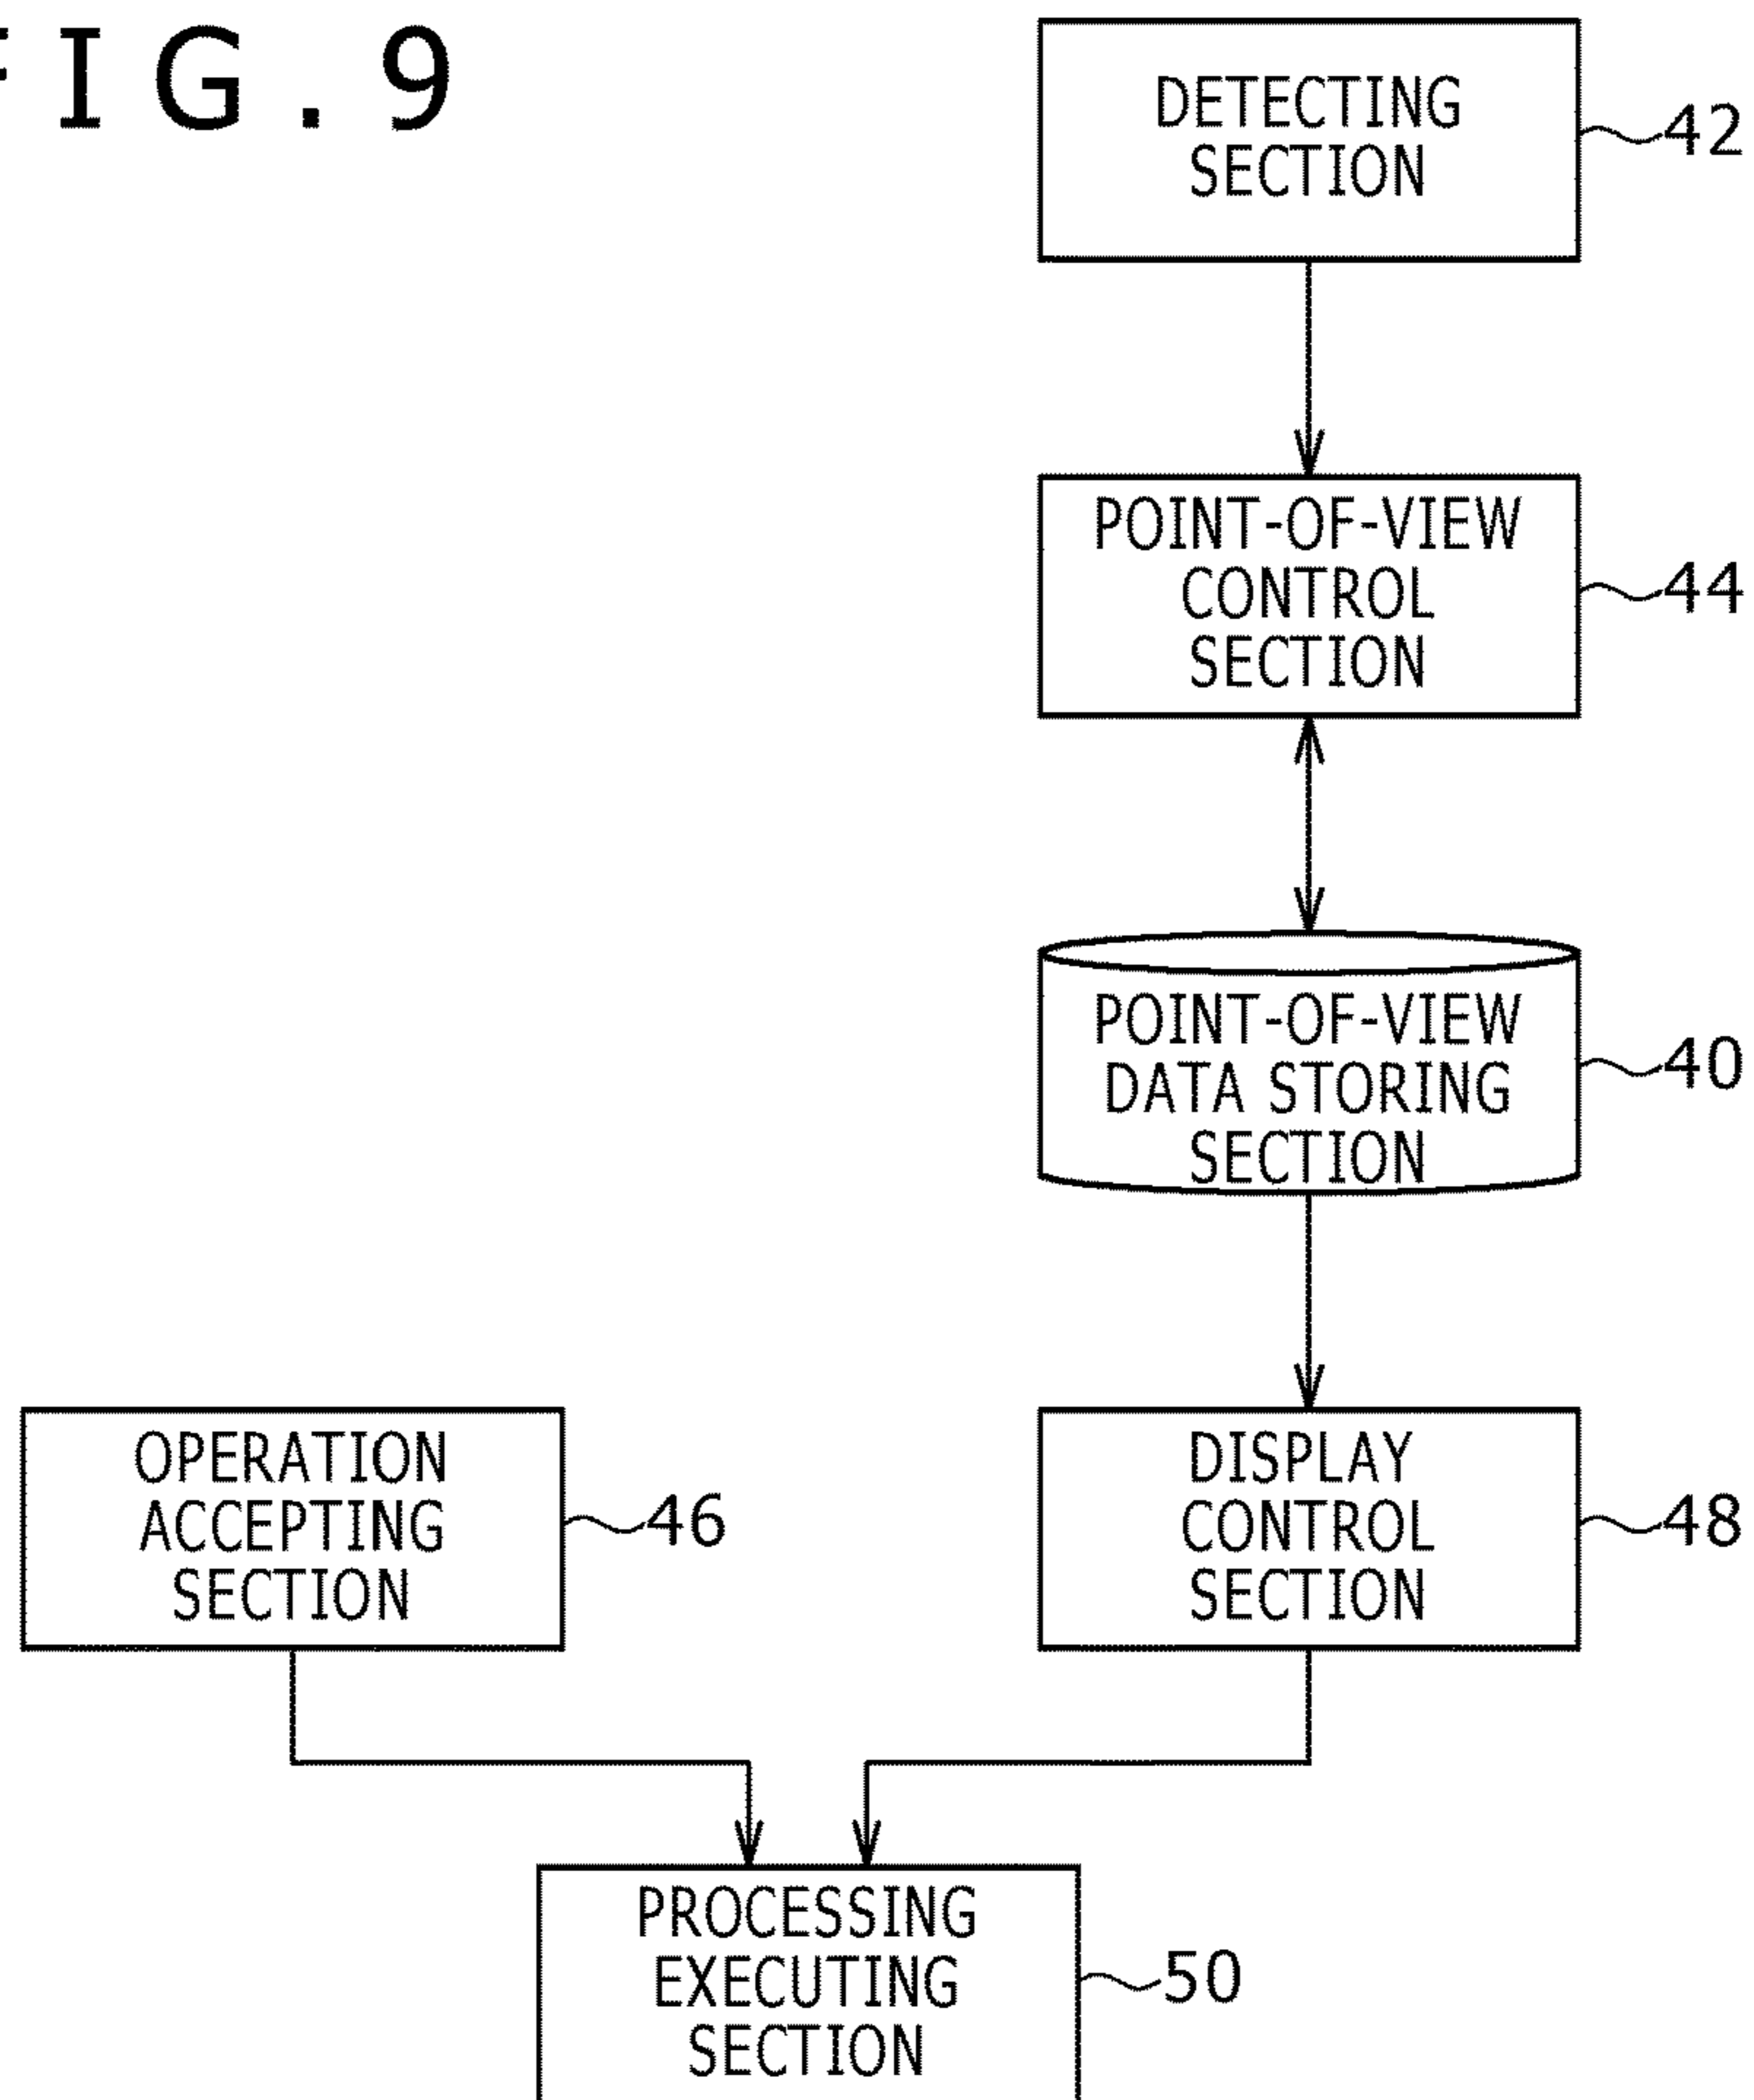 FIG.9
DETECTING
SECTION
42
POINT-OF-VIEW
CONTROL
SECTION
44
POINT-OF-VIEW
DATA STORING
SECTION
40
OPERATION
ACCEPTING
SECTION
46
DISPLAY
CONTROL
SECTION
48
PROCESSING
EXECUTING
SECTION
50